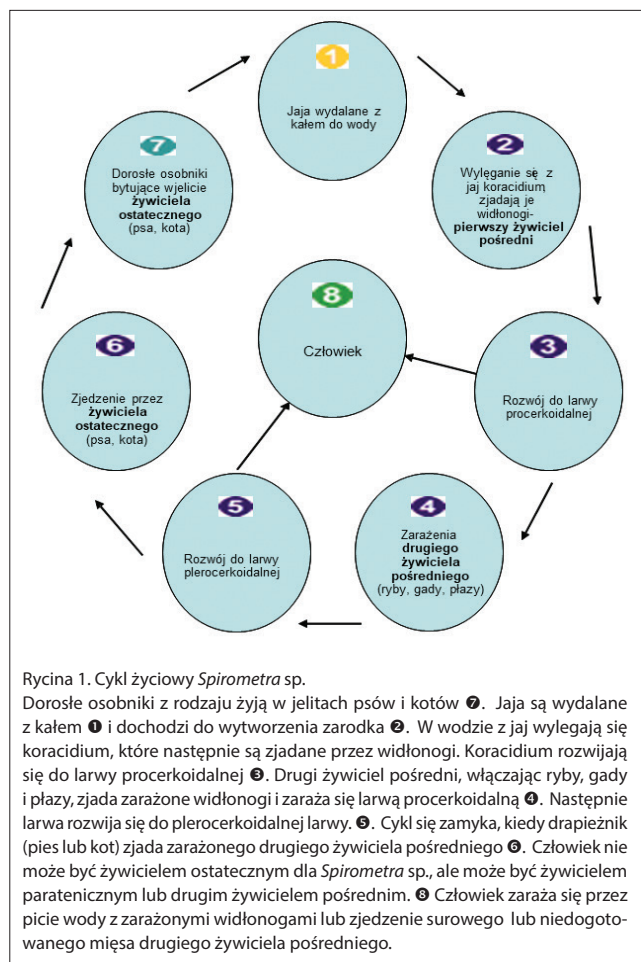 1
Jaja wydalane z
kałem do wody
2
Wylęganie się z
jaj koracidium,
zjadają je
widłonogi-
pierwszy żywiciel
pośredni
3
Rozwój do larwy
procerkoidalnej
4
Zarażenia
drugiego
żywiciela
pośredniego
(ryby, gady, płazy)
5
Rozwój do larwy
plerocerkoidalnej
6
Zjedzenie przez
żywiciela
ostatecznego
(psa, kota)
7
Dorosłe osobniki
bytujące w jelicie
żywiciela
ostatecznego
(psa, kota)
8
Człowiek
Rycina 1. Cykl życiowy Spirometra sp.
Dorosłe osobniki z rodzaju żyją w jelitach psów i kotów ❼. Jaja są wydalane
z kałem ❶ i dochodzi do wytworzenia zarodka ❷. W wodzie z jaj wylegają się
koracidium, które następnie są zjadane przez widłonogi. Koracidium rozwijają
się do larwy procerkoidalnej ❸. Drugi żywiciel pośredni, włączając ryby, gady
i płazy, zjada zarażone widłonogi i zaraża się larwą procerkoidalną ❹. Następnie
larwa rozwija się do plerocerkoidalnej larwy. ❺. Cykl się zamyka, kiedy drapieżnik
(pies lub kot) zjada zarażonego drugiego żywiciela pośredniego ❻. Człowiek nie
może być żywicielem ostatecznym dla Spirometra sp., ale może być żywicielem
paratenicznym lub drugim żywicielem pośrednim. ❽ Człowiek zaraża się przez
picie wody z zarażonymi widłonogami lub zjedzenie surowego lub niedogoto-
wanego mięsa drugiego żywiciela pośredniego.